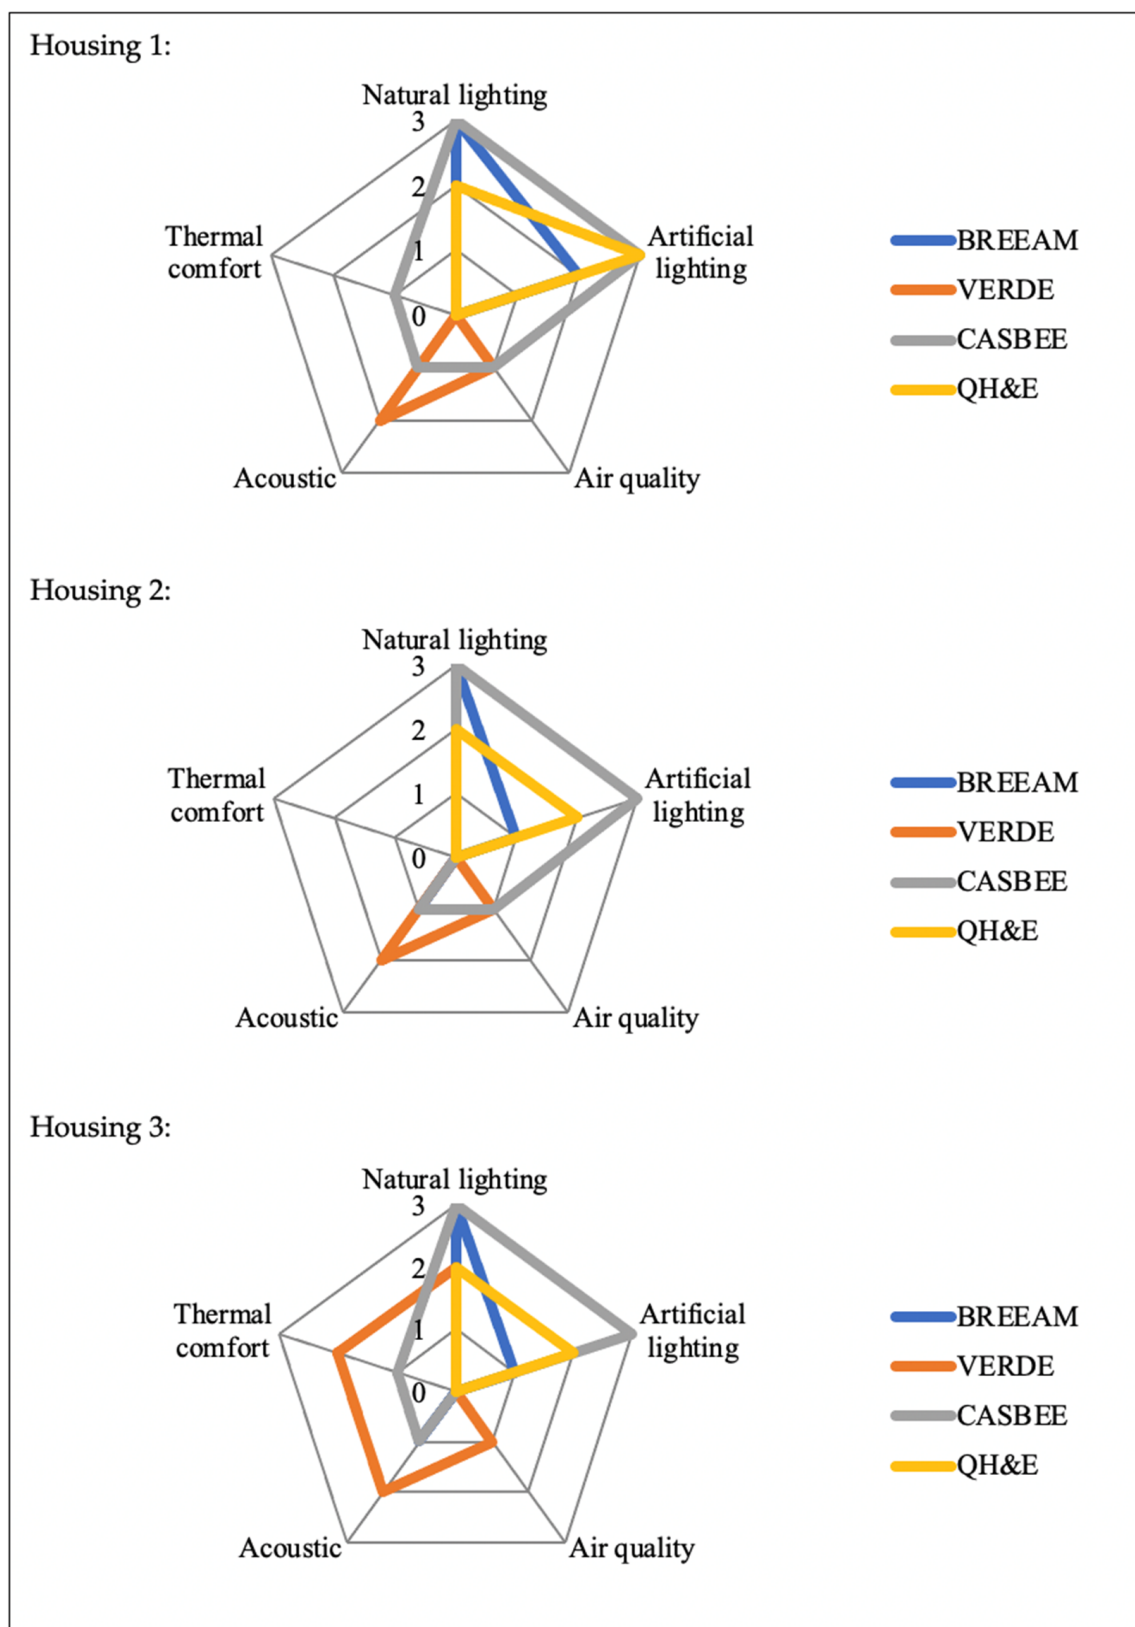 Housing 1:
Natural lighting
3
2
1
0
Thermal
comfort
Artificial
lighting
Acoustic
Air quality
BREEAM
VERDE
CASBEE
QH&E
Housing 2:
Natural lighting
3
2
1
0
Thermal
comfort
Artificial
lighting
Acoustic
Air quality
BREEAM
VERDE
CASBEE
QH&E
Housing 3:
Natural lighting
3
2
1
0
Thermal
comfort
Artificial
lighting
Acoustic
Air quality
BREEAM
VERDE
CASBEE
QH&E